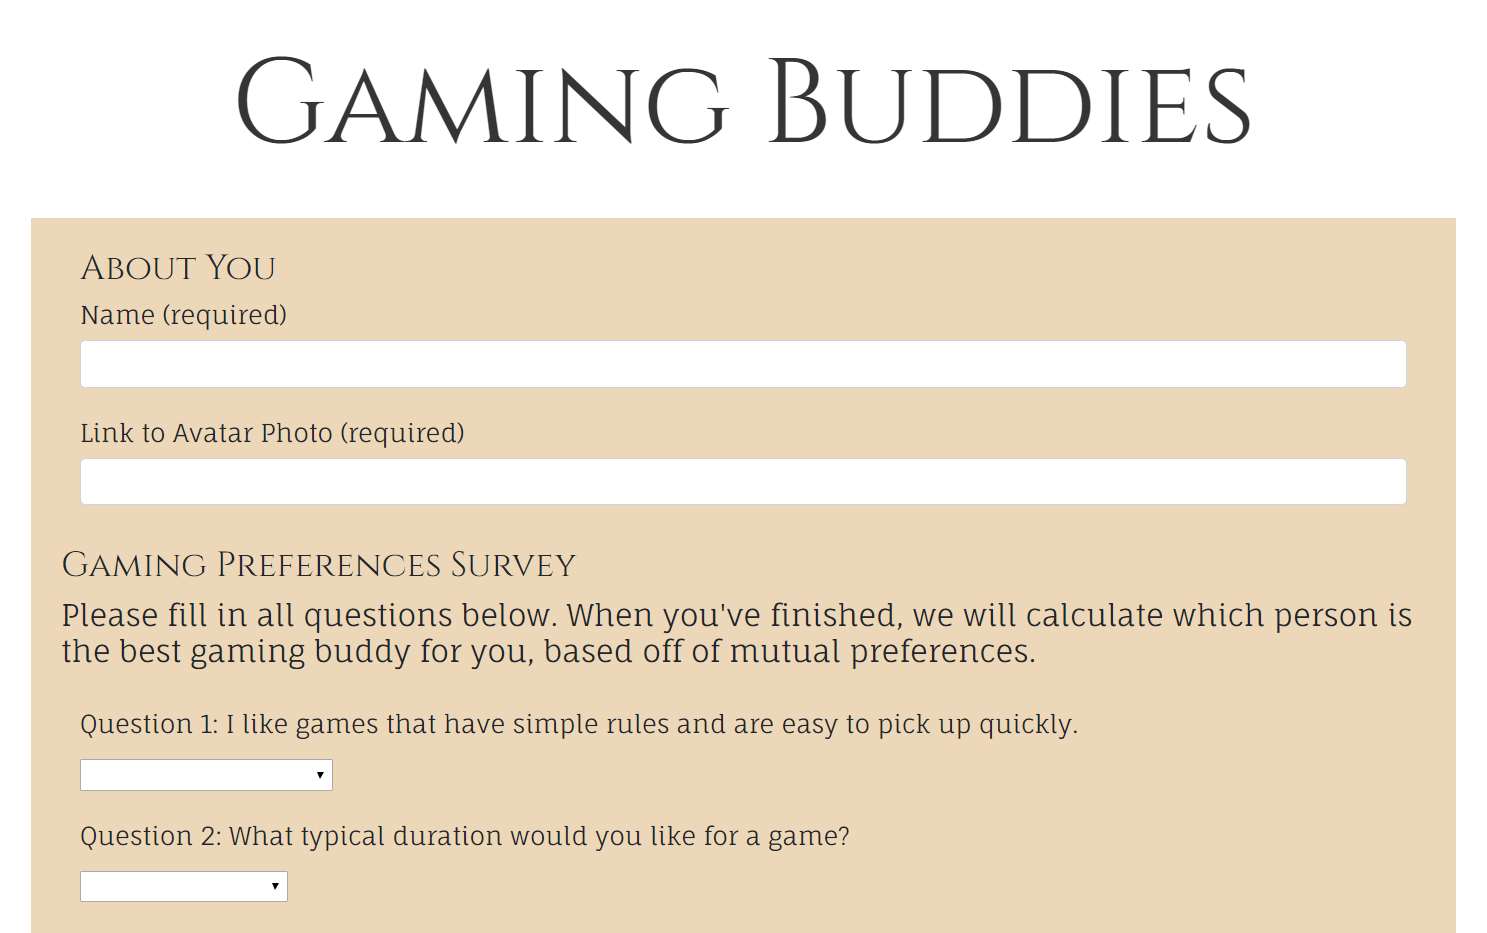 Gaming Buddies
About You
Name (required)
Link to Avatar Photo (required)
Gaming Preferences Survey
Please fill in all questions below. When you've finished, we will calculate which person is
the best gaming buddy for you, based off of mutual preferences.
Question 1: I like games that have simple rules and are easy to pick up quickly.
Question 2: What typical duration would you like for a game?